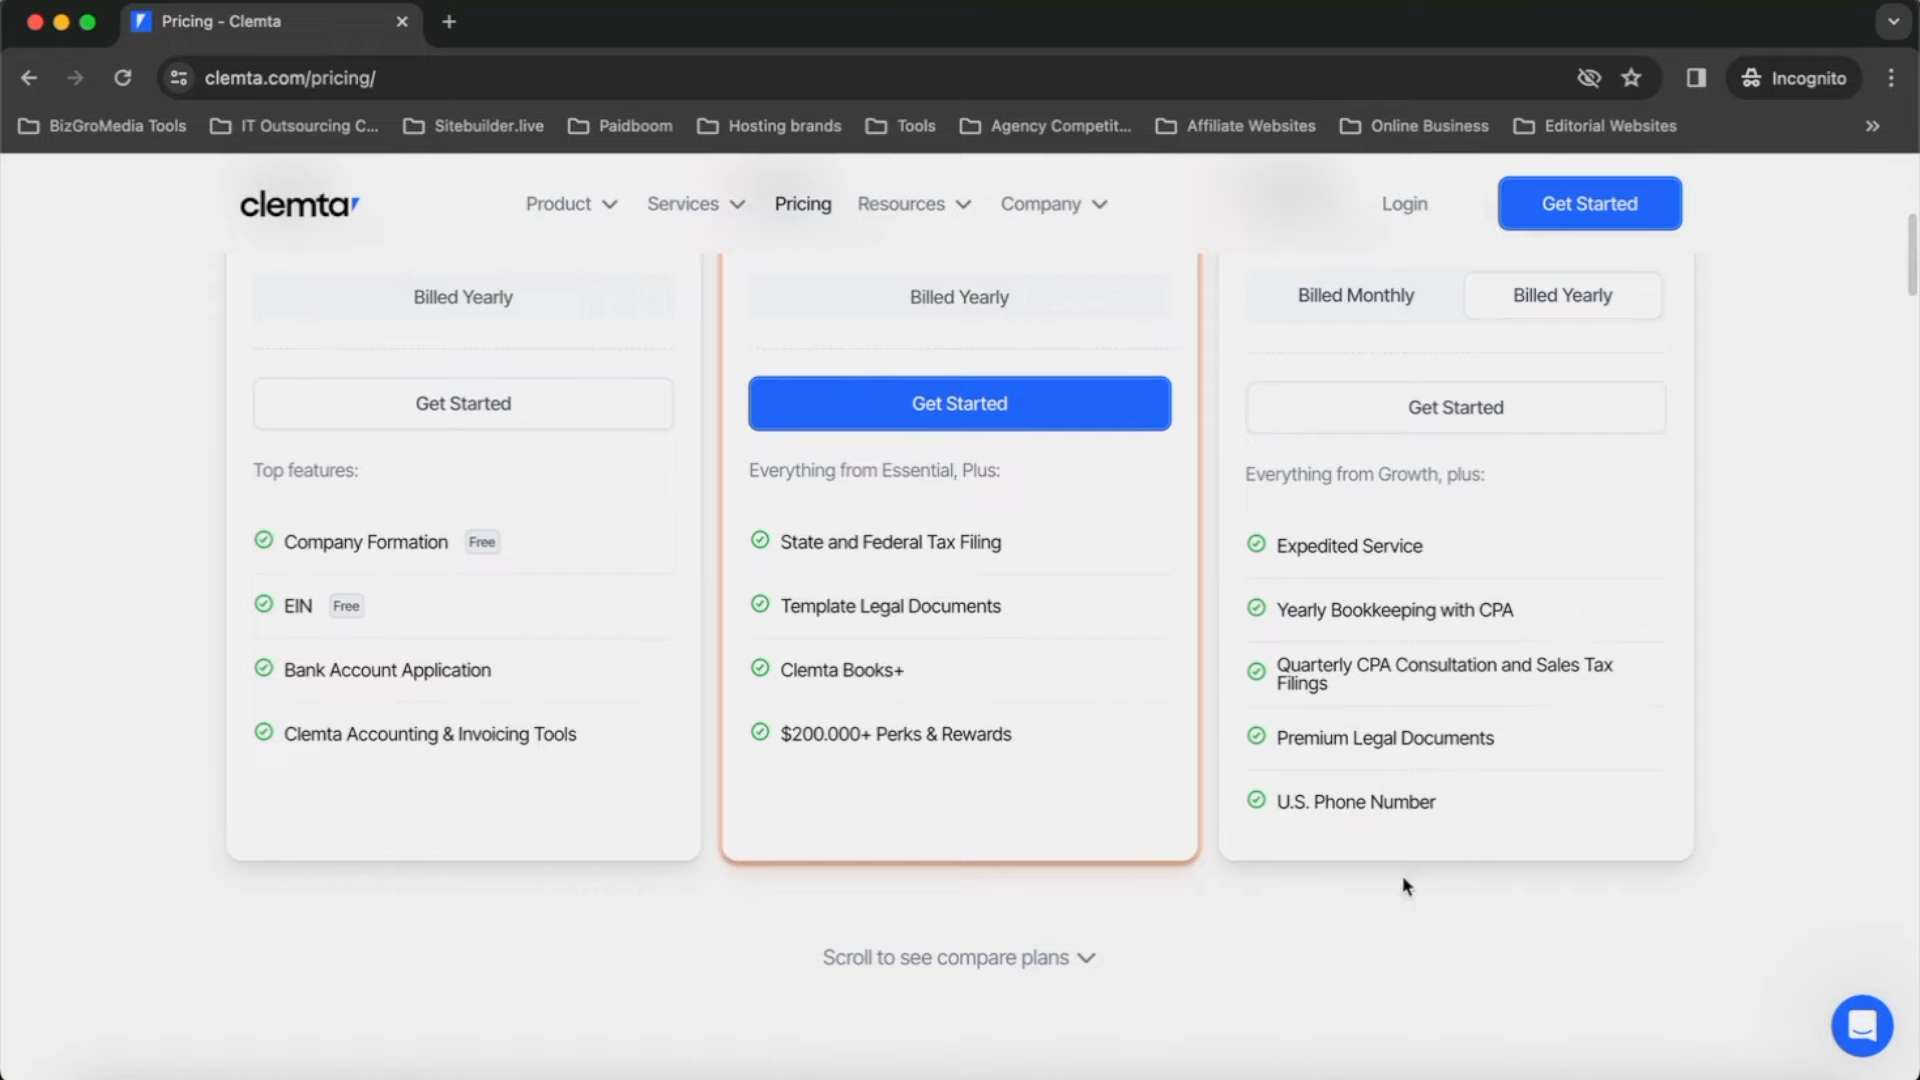 Pricing - Clemta
clemta.com/pricing/
Incognito
BizGroMedia Tools
IT Outsourcing C...
Sitebuilder.live
Paidboom
Hosting brands
Tools
Agency Competit...
Affiliate Websites
Online Business
Editorial Websites
clemta
Product
Services
Pricing
Resources
Company
Login
Get Started
Billed Yearly
Get Started
Top features:
Company Formation Free
EIN Free
Bank Account Application
Clemta Accounting & Invoicing Tools
Billed Yearly
Get Started
Everything from Essential, Plus:
State and Federal Tax Filing
Template Legal Documents
Clemta Books+
$200.000+ Perks & Rewards
Billed Monthly
Billed Yearly
Get Started
Everything from Growth, plus:
Expedited Service
Yearly Bookkeeping with CPA
Quarterly CPA Consultation and Sales Tax
Filings
Premium Legal Documents
U.S. Phone Number
Scroll to see compare plans